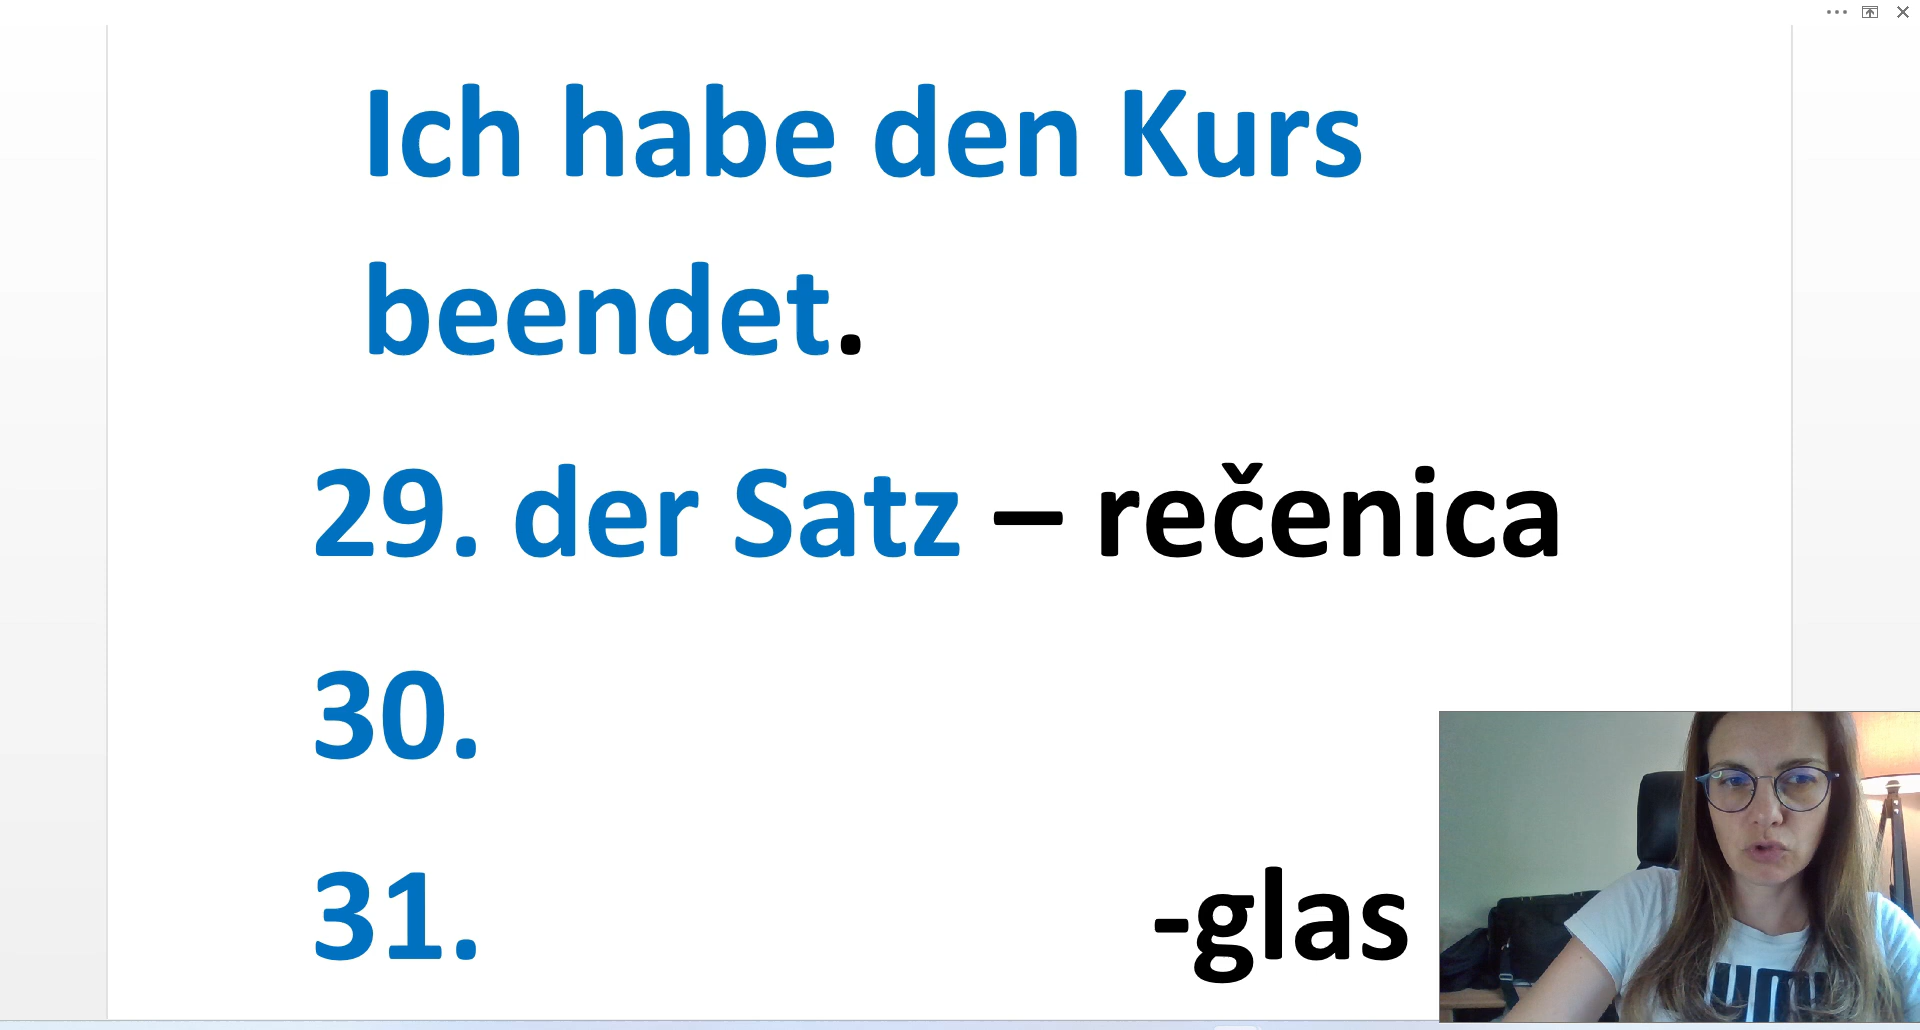 Ich habe den Kurs
beendet.
29. der Satz – rečenica
30.
31. -glas